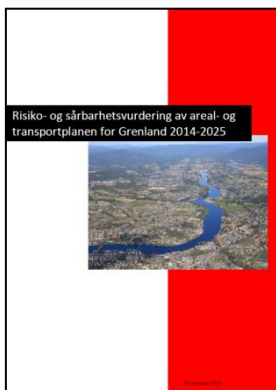 Risiko- og sårbarhetsvurdering av areal- og
transportplanen for Grenland 2014-2025